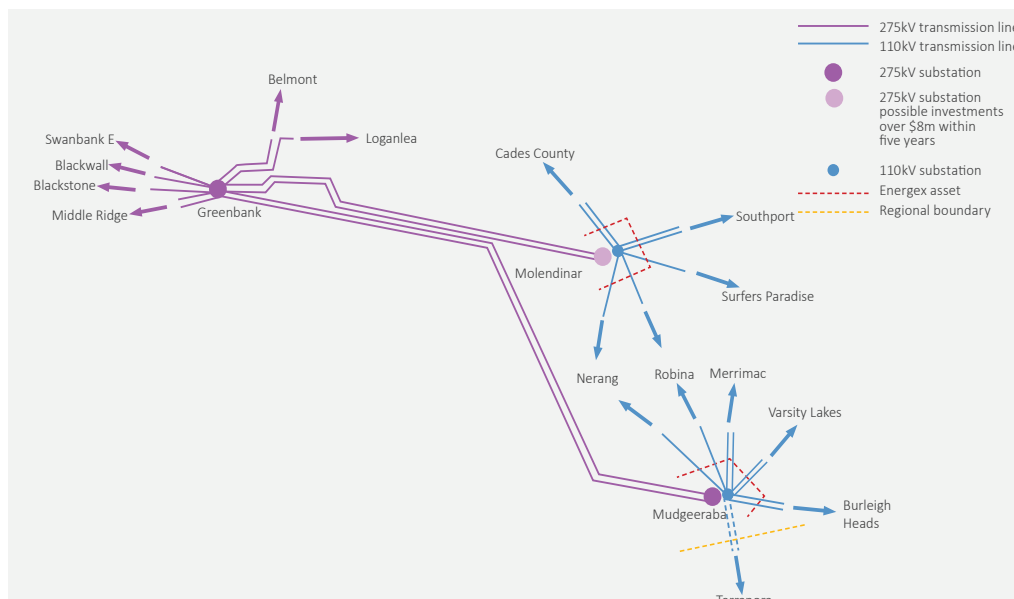 275kV transmission line
110kV transmission line
275kV substation
275kV substation
possible investments
over $8m within
five years
110kV substation
Energex asset
Regional boundary
Belmont
Loganlea
Swanbank E
Blackwall
Blackstone
Middle Ridge
Greenbank
Cades County
Southport
Molendinar
Surfers Paradise
Nerang
Robina
Merrimac
Varsity Lakes
Mudgeeraba
Burleigh
Heads